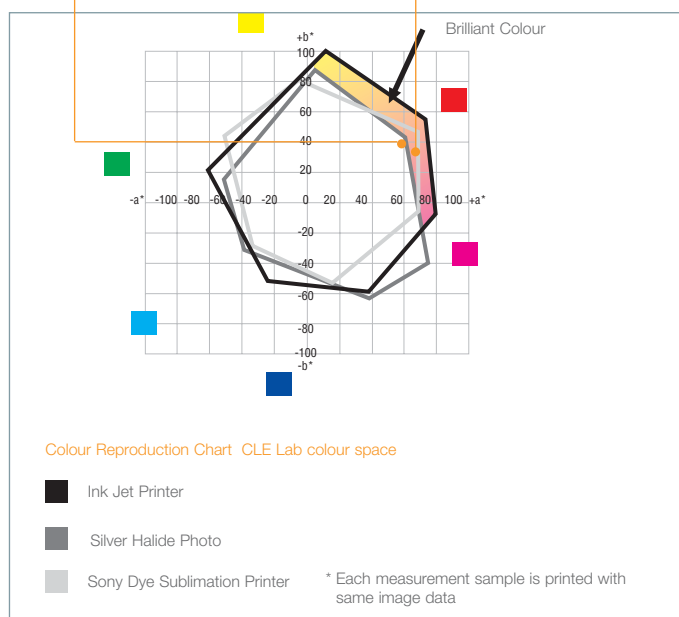 Brilliant Colour
+b*
100
80
60
40
20
-a* -100 -80 -60 -40 -20 0 20 40 60 80 100 +a*
-20
-40
-60
-80
-100
-b*
Colour Reproduction Chart CLE Lab colour space
Ink Jet Printer
Silver Halide Photo
Sony Dye Sublimation Printer
* Each measurement sample is printed with
same image data